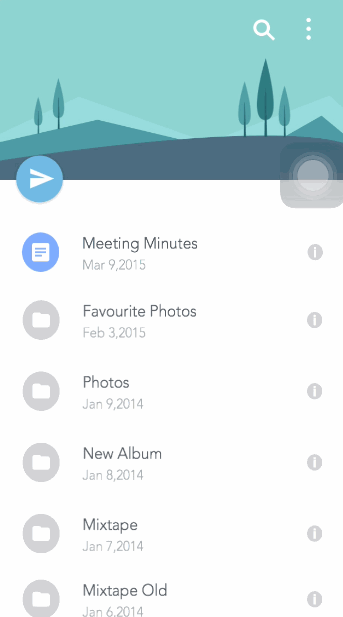 Meeting Minutes
Mar 9,2015
Favourite Photos
Feb 3,2015
Photos
Jan 9,2014
New Album
Jan 8,2014
Mixtape
Jan 7,2014
Mixtape Old
Jan 6,2014